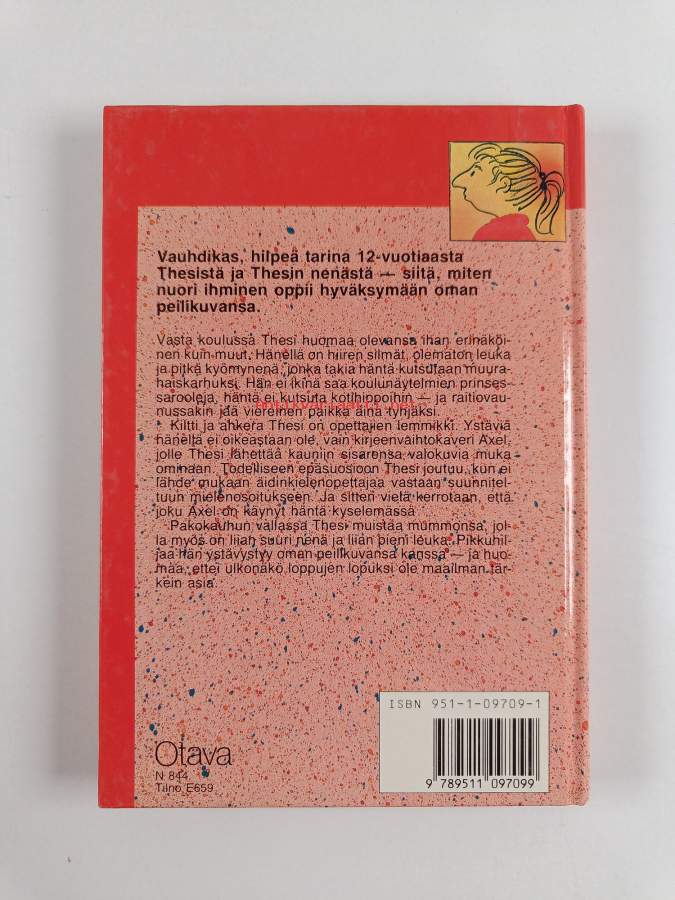 Vauhdikas, hilpeä tarina 12-vuotiaasta
Thesistä ja Thesin nenästä — siitä, miten
nuori ihminen oppii hyväksymään oman
peilikuvansa.
Vasta koulussa Thesi huomaa olevansa ihan erinäköi-
nen kuin muut. Hänellä on hiiren silmät, olematon leuka
ja pitkä kyömynenä, jonka takia häntä kutsutaan muura-
haiskarhuksi. Hän ei ikinä saa koulunäytelmien prinses-
sarooleja, häntä ei kutsuta kotihippoihin — ja raitiovau-
nussakin jää viereinen paikka aina tyhjäksi.
Kiltti ja ahkera Thesi on opettajien lemmikki. Ystäviä
hänellä ei oikeastaan ole, vain kirjeenvaihtokaveri Axel,
jolle Thesi lähettää kauniin sisarensa valokuvia muka
ominaan. Todelliseen epäsuosioon Thesi joutuu, kun ei
lähde mukaan äidinkielenopettajaa vastaan suunnitel-
tuun mielenosoitukseen. Ja sitten vielä kerrotaan, että
joku Axel on käynyt häntä kyselemässä
Pakokauhun vallassa Thesi muistaa mummonsa, jol-
la myös on liian suuri nenä ja liian pieni leuka. Pikkuhil-
jaa hän ystävystyy oman peilikuvansa kanssa — ja huo-
maa, ettei ulkonäkö loppujen lopuksi ole maailman tär-
kein asia.
ISBN 951-1-09709-1
9 789511 097099
Otava
N 844
Tilno E659